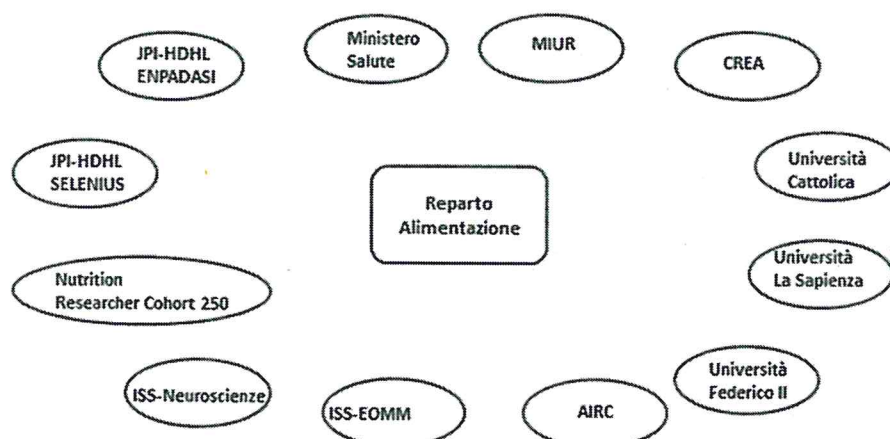 JPI-HDHL
ENPADASI
Ministero
Salute
MIUR
CREA
JPI-HDHL
SELENIUS
Università
Cattolica
Reparto
Alimentazione
Nutrition
Researcher Cohort 250
Università
La Sapienza
ISS-Neuroscienze
ISS-EOMM
AIRC
Università
Federico II